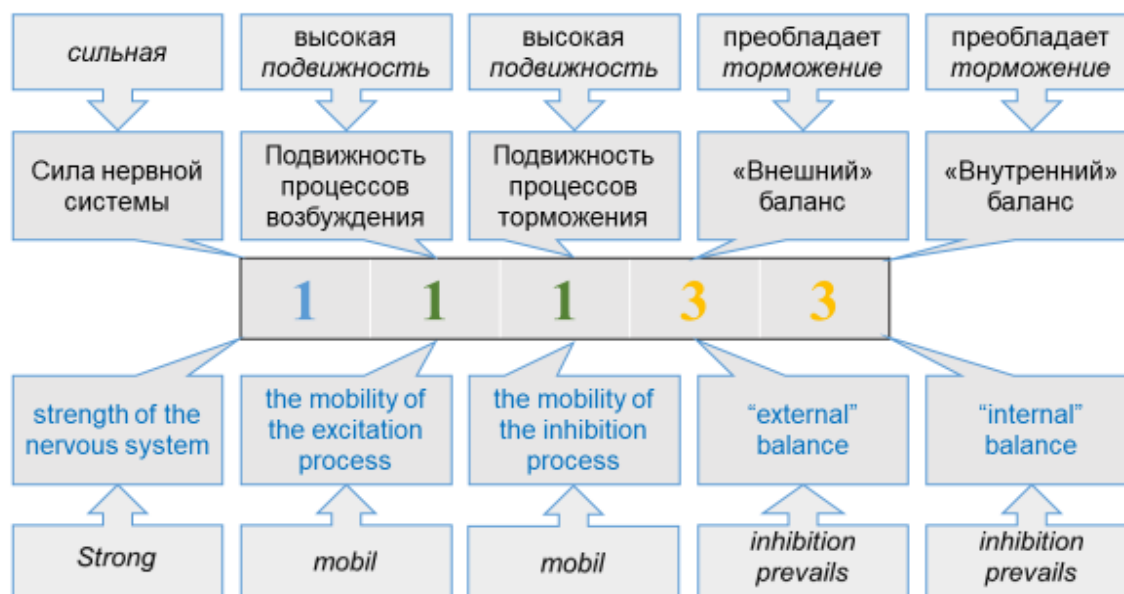 сильная
высокая
подвижность
высокая
подвижность
преобладает
торможение
преобладает
торможение
Сила нервной
системы
Подвижность
процессов
возбуждения
Подвижность
процессов
торможения
«Внешний»
баланс
«Внутренний»
баланс
1 1 1 3 3
strength of the
nervous system
the mobility of
the excitation
process
the mobility of
the inhibition
process
“external”
balance
“internal”
balance
Strong
mobil
mobil
inhibition
prevails
inhibition
prevails